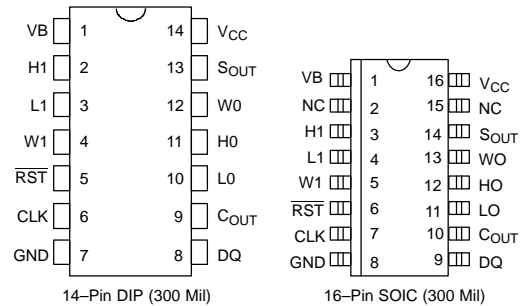 VB 1 14 VCC
H1 2 13 SOUT
L1 3 12 W0
W1 4 11 H0
RST 5 10 L0
CLK 6 9 COUT
GND 7 8 DQ
14–Pin DIP (300 Mil)
VB 1 16 VCC
NC 2 15 NC
H1 3 14 SOUT
L1 4 13 WO
W1 5 12 HO
RST 6 11 LO
CLK 7 10 COUT
GND 8 9 DQ
16–Pin SOIC (300 Mil)